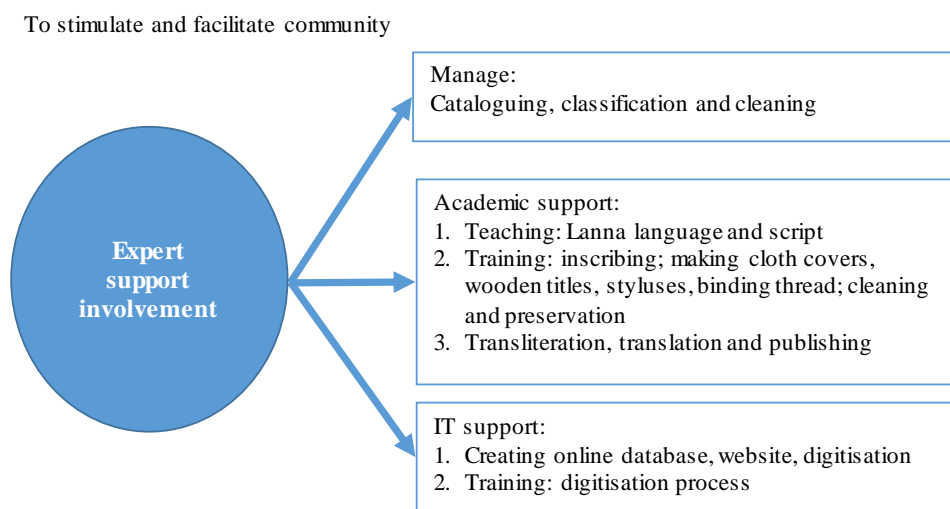 To stimulate and facilitate community
Manage:
Cataloguing, classification and cleaning
Expert
support
involvement
Academic support:
1. Teaching: Lanna language and script
2. Training: inscribing; making cloth covers,
wooden titles, styluses, binding thread; cleaning
and preservation
3. Transliteration, translation and publishing
IT support:
1. Creating online database, website, digitisation
2. Training: digitisation process